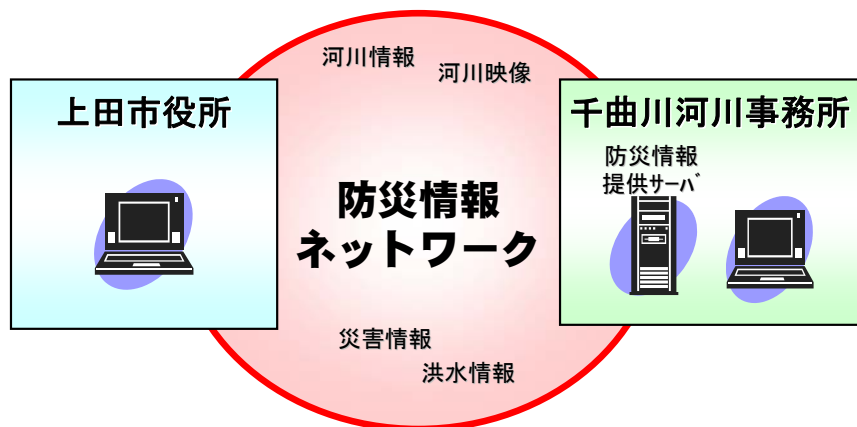 河川情報
河川映像
上田市役所
千曲川河川事務所
防災情報
提供ｻｰﾊﾞ
防災情報
ネットワーク
災害情報
洪水情報